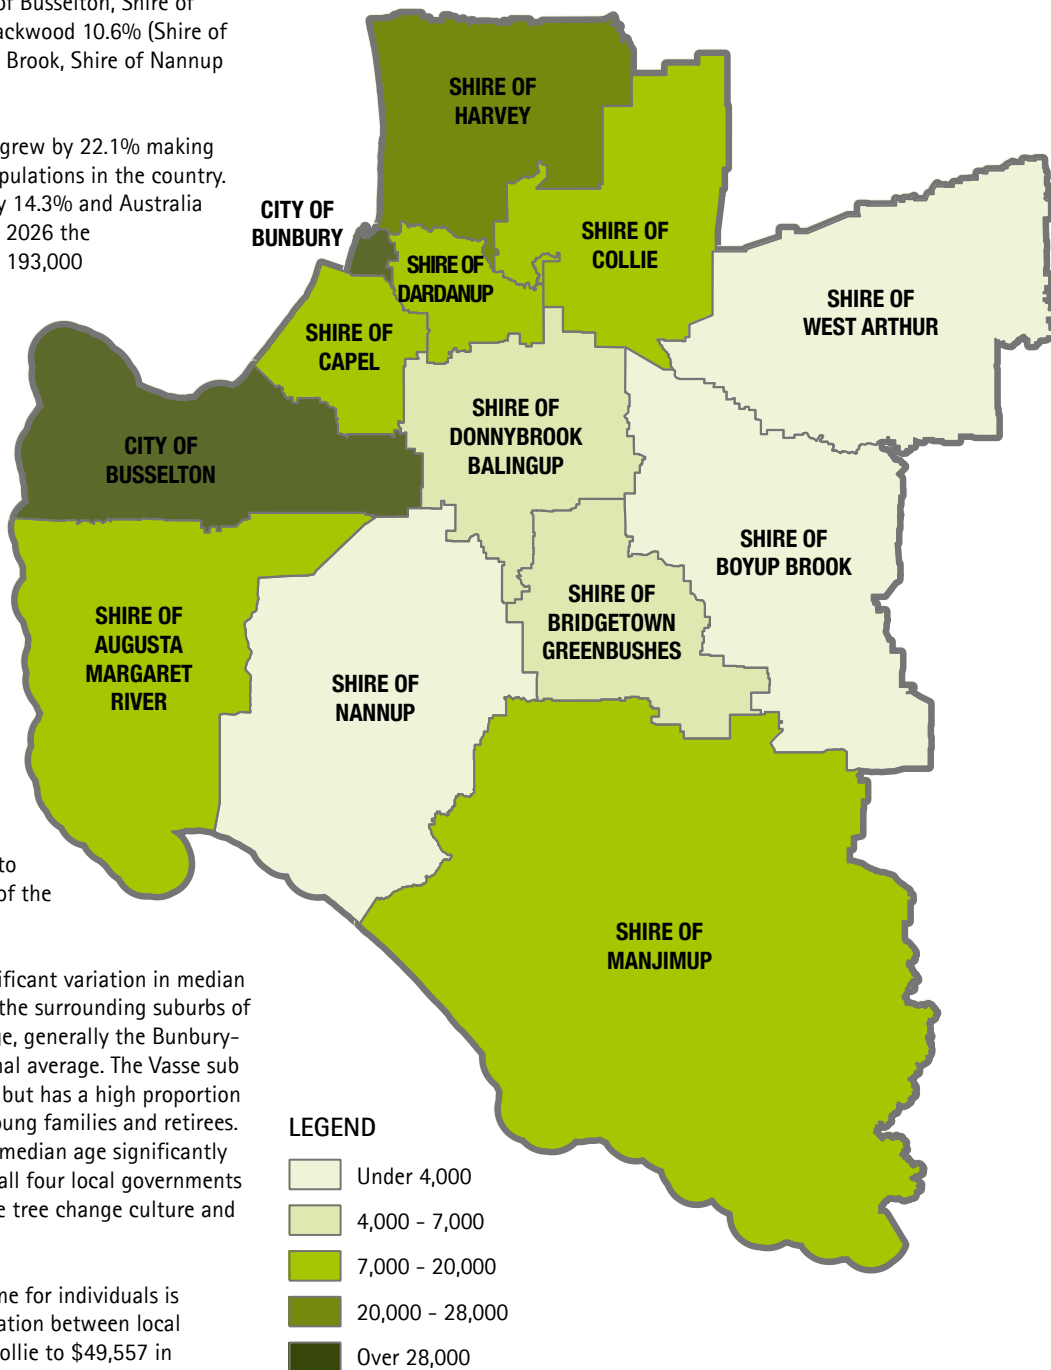 of Busselton, Shire of
ackwood 10.6% (Shire of
Brook, Shire of Nannup
grew by 22.1% making
pulations in the country.
y 14.3% and Australia
2026 the
193,000
to
of the
ificant variation in median
the surrounding suburbs of
ge, generally the Bunbury-
nal average. The Vasse sub
but has a high proportion
oung families and retirees.
median age significantly
all four local governments
e tree change culture and
me for individuals is
ation between local
ollie to $49,557 in
SHIRE OF
HARVEY
CITY OF
BUNBURY
SHIRE OF
COLLIE
SHIRE OF
DARDANUP
SHIRE OF
WEST ARTHUR
SHIRE OF
CAPEL
SHIRE OF
DONNYBROOK
BALINGUP
CITY OF
BUSSELTON
SHIRE OF
BOYUP BROOK
SHIRE OF
BRIDGETOWN
GREENBUSHES
SHIRE OF
AUGUSTA
MARGARET
RIVER
SHIRE OF
NANNUP
SHIRE OF
MANJIMUP
LEGEND
Under 4,000
4,000 - 7,000
7,000 - 20,000
20,000 - 28,000
Over 28,000